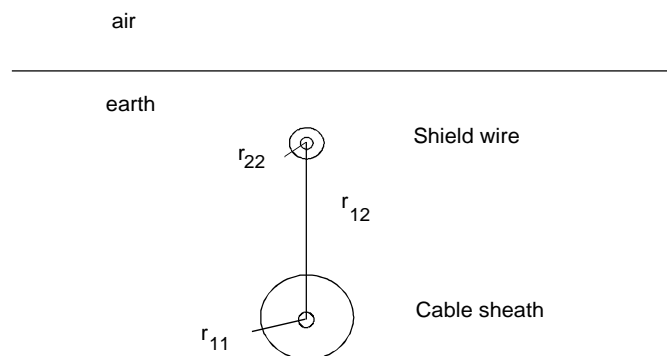 air
earth
Shield wire
r22
r12
Cable sheath
r11